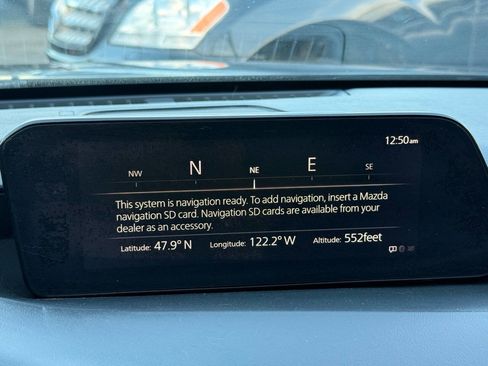 12:50am
NW N NE E SE
This system is navigation ready. To add navigation, insert a Mazda
navigation SD card. Navigation SD cards are available from your
dealer as an accessory.
Latitude: 47.9° N Longitude: 122.2° W Altitude: 552feet